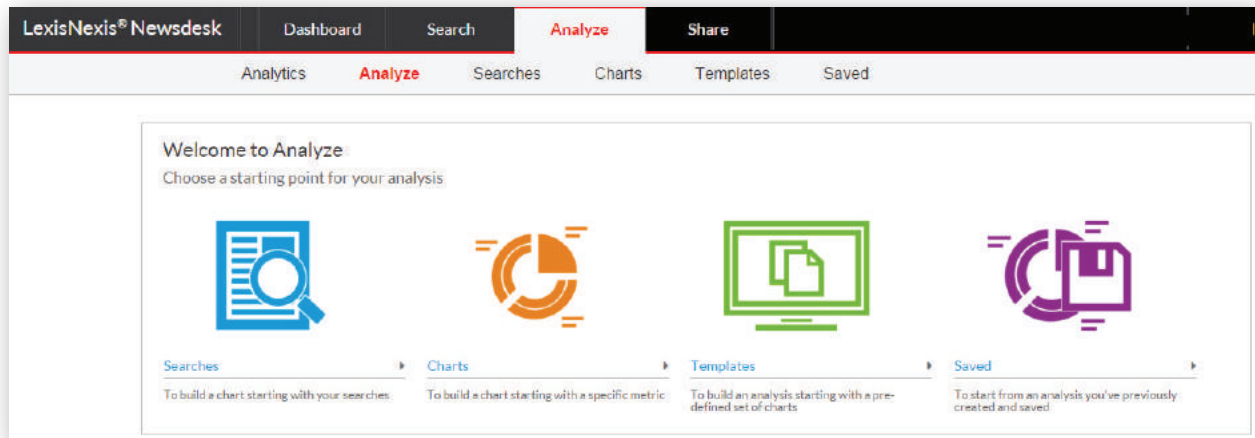 LexisNexis® Newsdesk Dashboard Search Analyze Share
Analytics Analyze Searches Charts Templates Saved
Welcome to Analyze
Choose a starting point for your analysis
Searches Charts Templates Saved
To build a chart starting with your searches To build a chart starting with a specific metric To build an analysis starting with a pre- To start from an analysis you've previously
defined set of charts created and saved